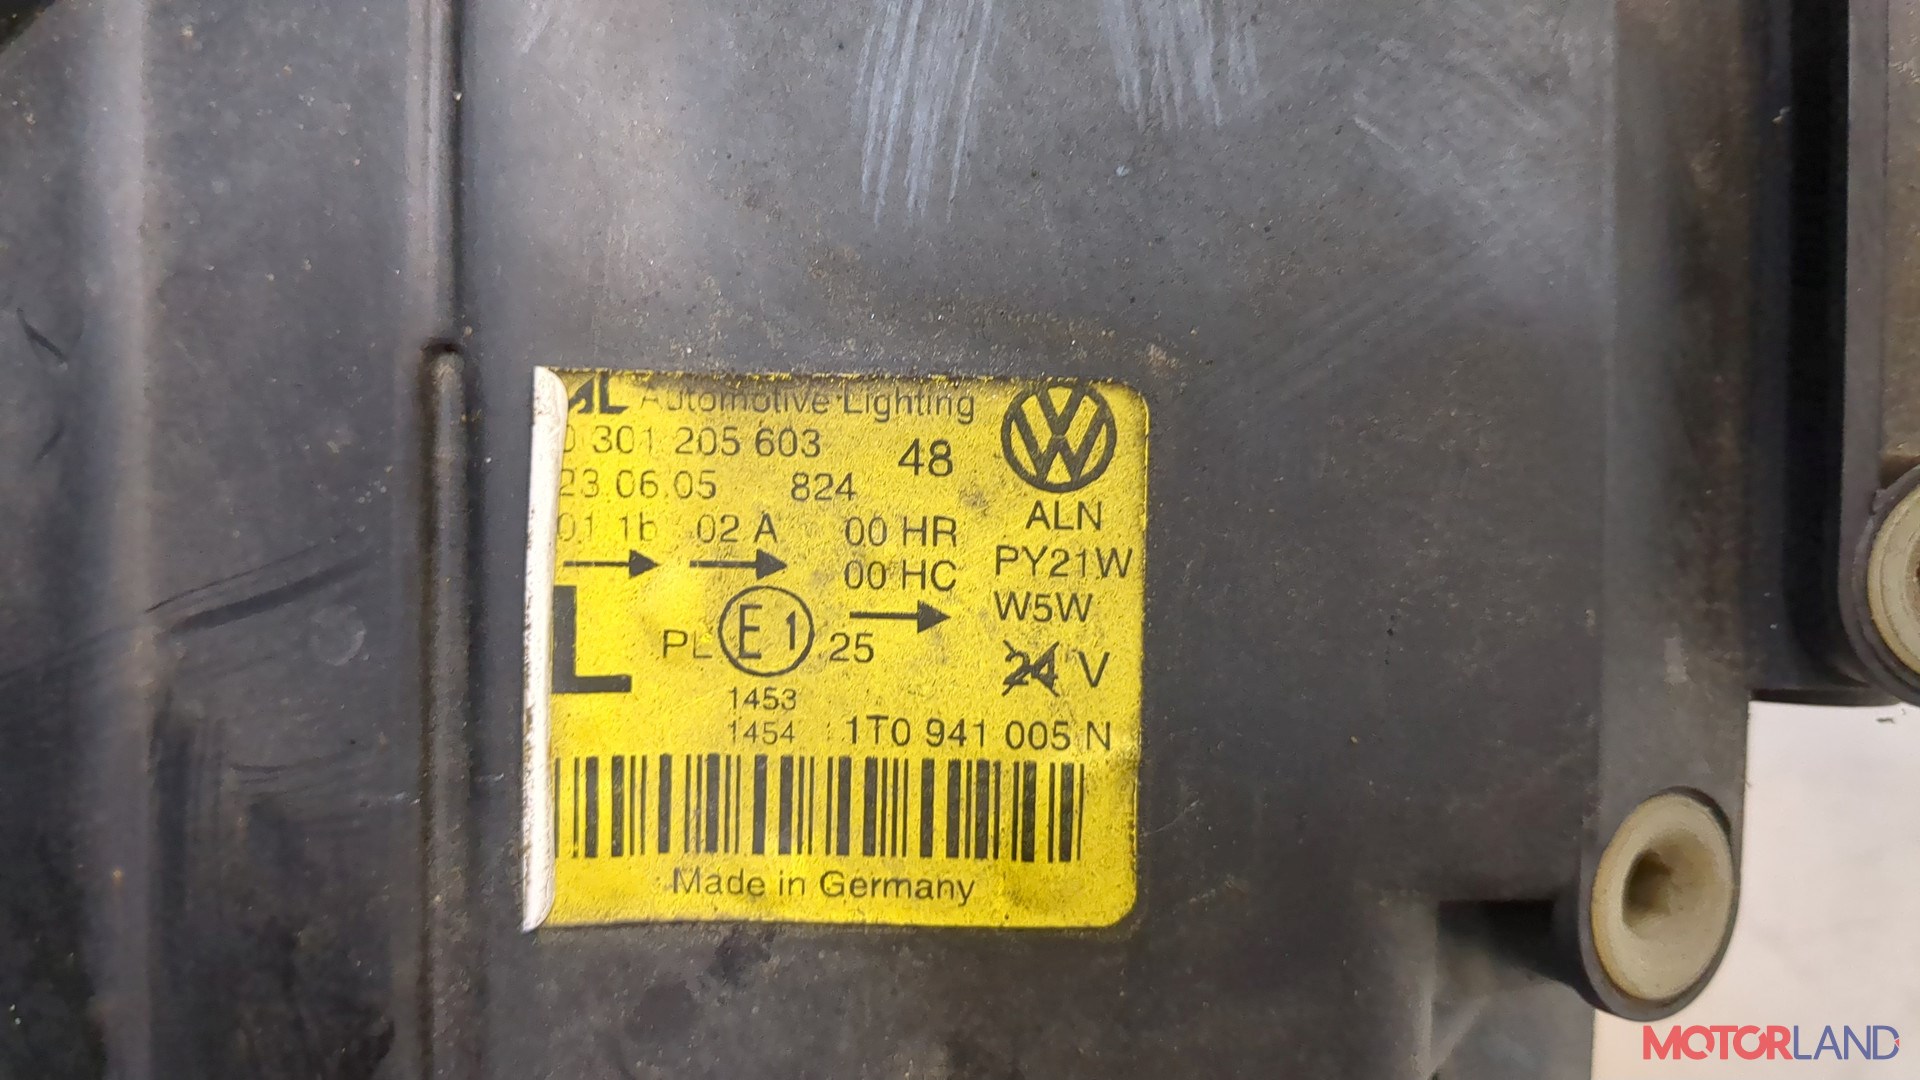 AL Automotive Lighting
0 301 205 603 48
23.06.05 824
ALN
01 1b 02 A 00 HR
00 HC
PY21W
W5W
L PL E1 25
24 V
1453
1454 1T0 941 005 N
Made in Germany
MOTORLAND